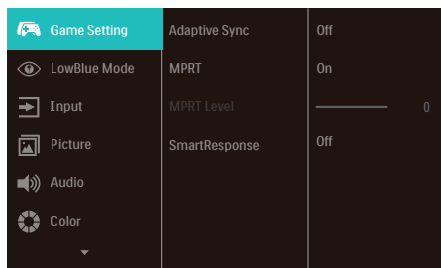 Game Setting Adaptive Sync Off
LowBlue Mode MPRT On
Input MPRT Level 0
Picture SmartResponse Off
Audio
Color